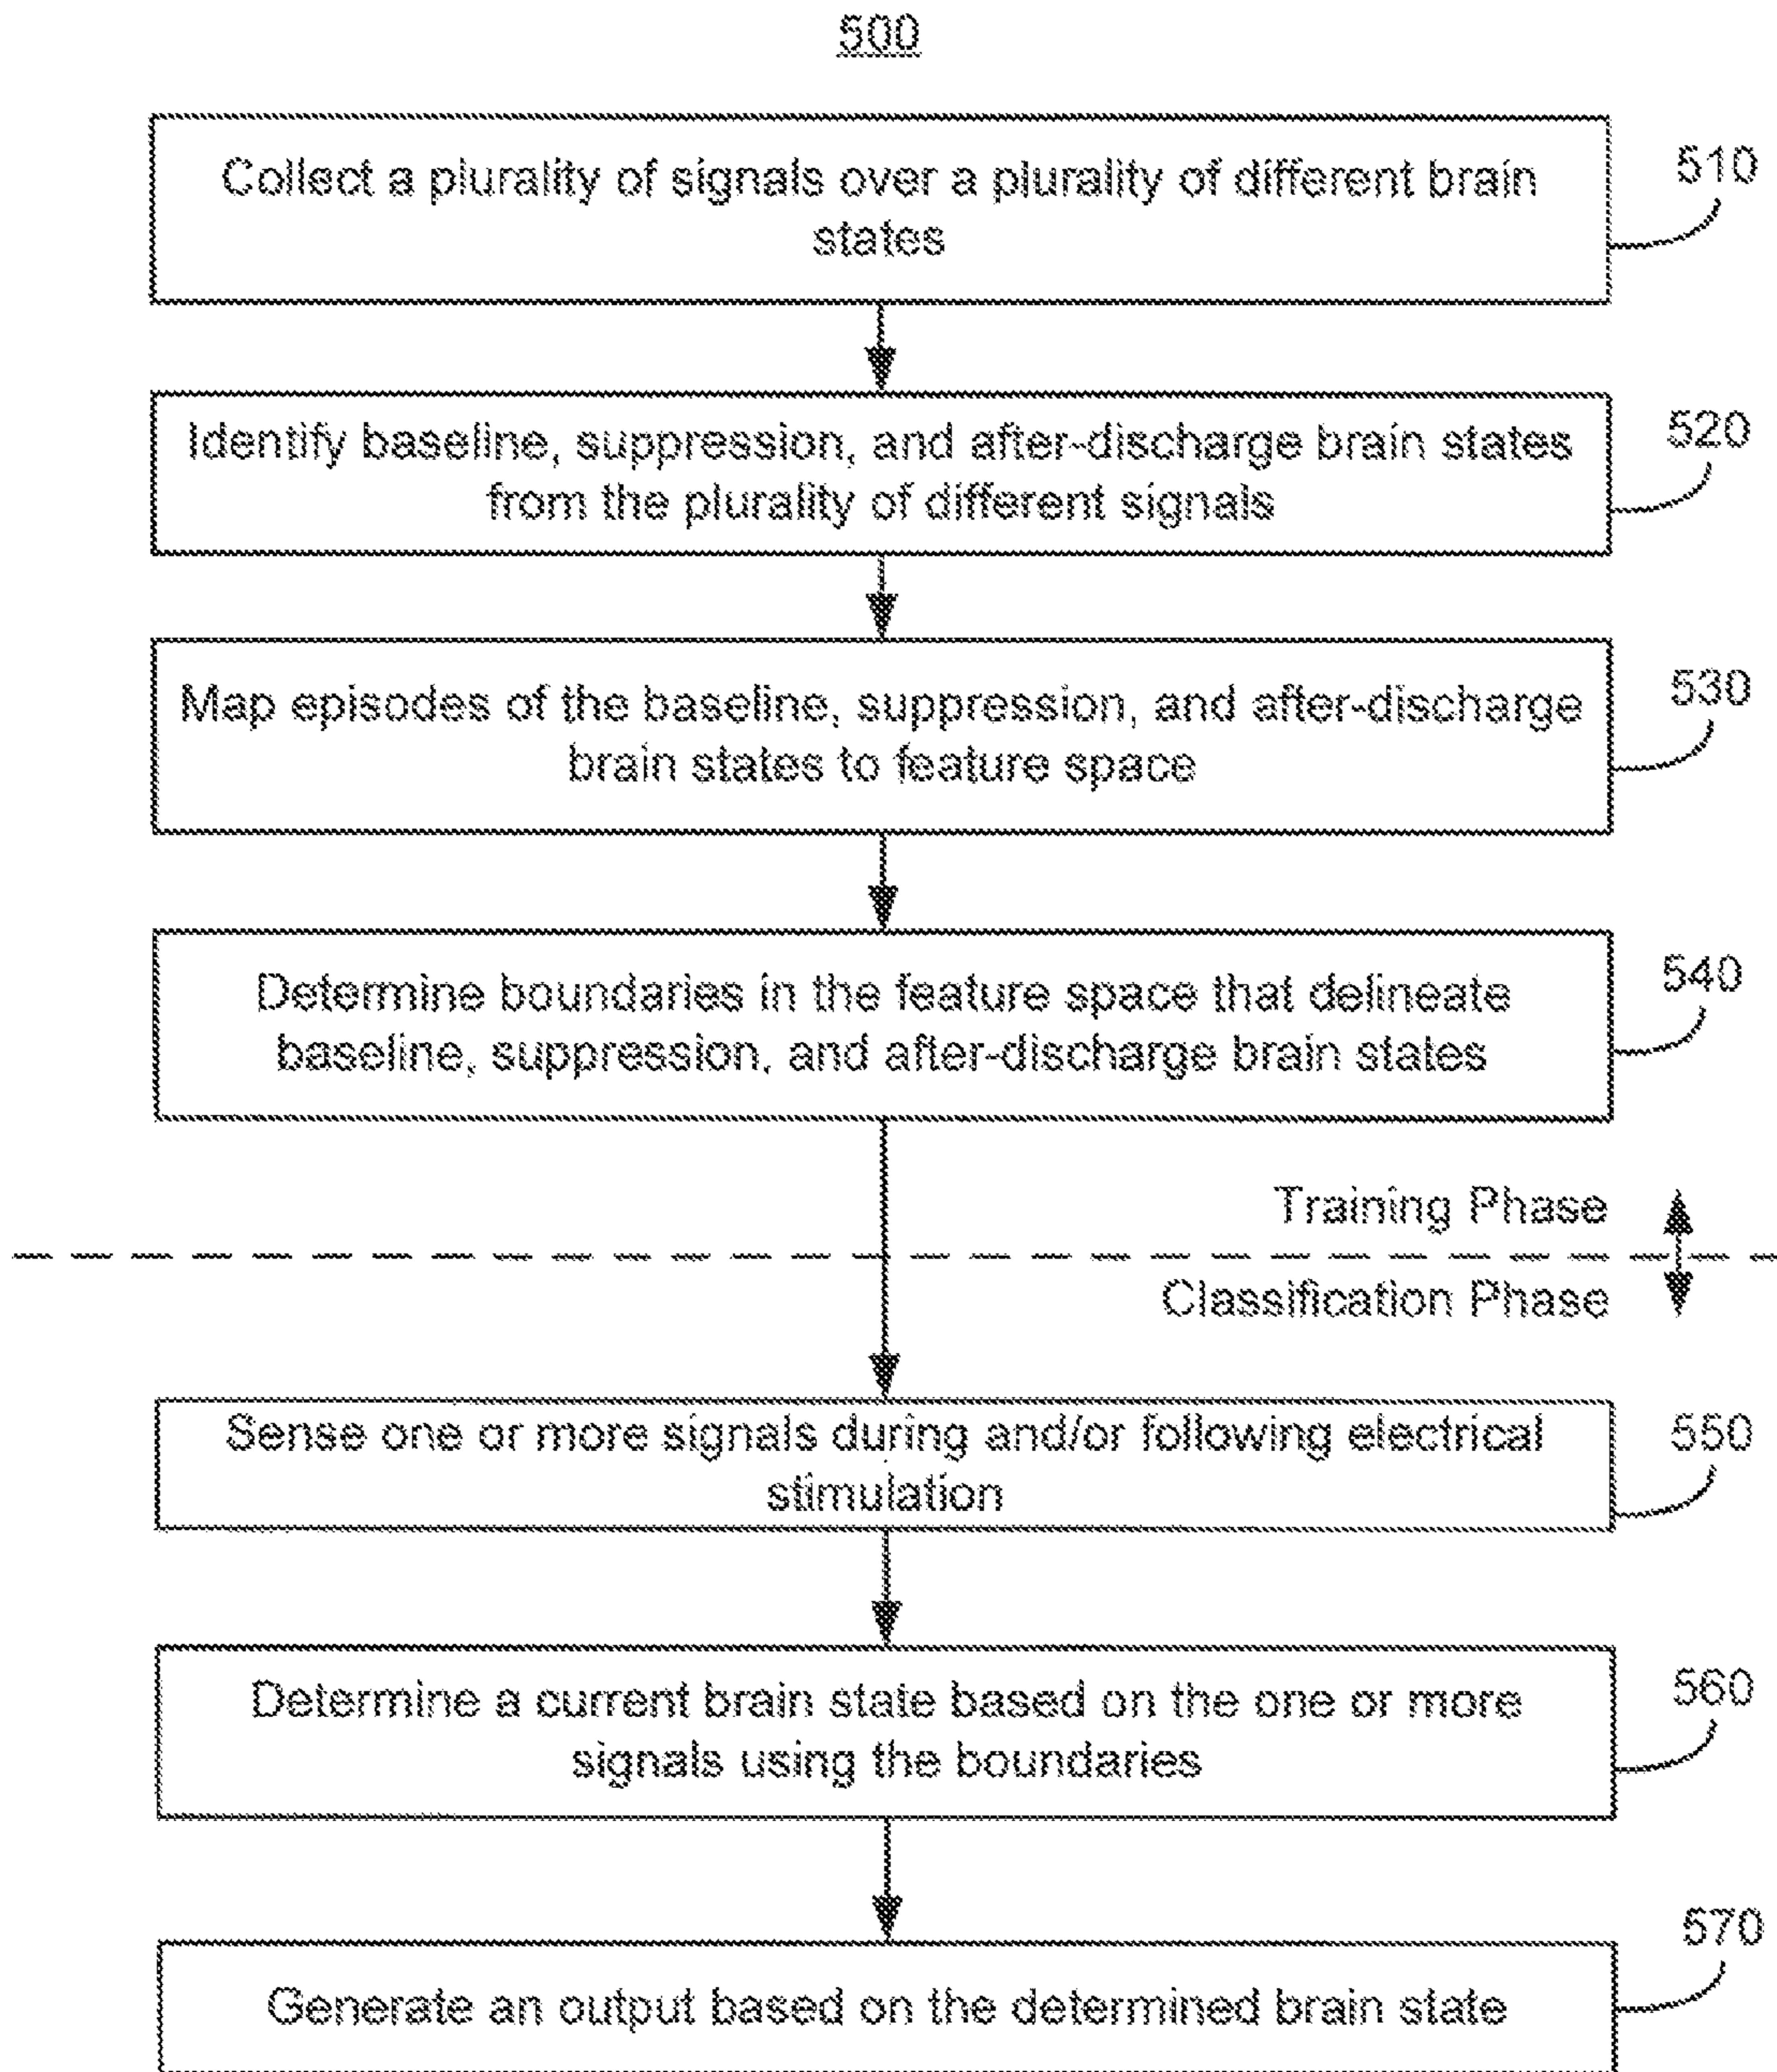 500
Collect a plurality of signals over a plurality of different brain
states
510
Identify baseline, suppression, and after-discharge brain states
from the plurality of different signals
520
Map episodes of the baseline, suppression, and after-discharge
brain states to feature space
530
Determine boundaries in the feature space that delineate
baseline, suppression, and after-discharge brain states
540
Training Phase
Classification Phase
Sense one or more signals during and/or following electrical
stimulation
550
Determine a current brain state based on the one or more
signals using the boundaries
560
Generate an output based on the determined brain state
570